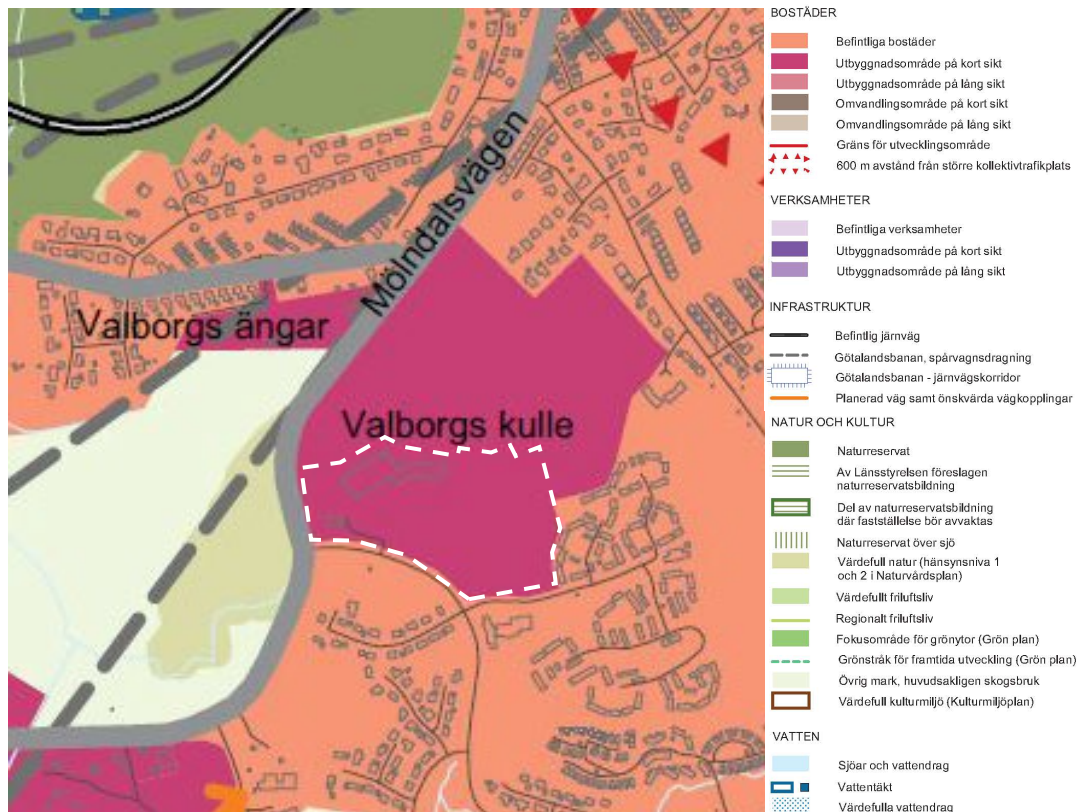 Mölndalsvägen
Valborgs ängar
Valborgs kulle
BOSTÄDER
Befintliga bostäder
Utbyggnadsområde på kort sikt
Utbyggnadsområde på lång sikt
Omvandlingsområde på kort sikt
Omvandlingsområde på lång sikt
Gräns för utvecklingsområde
600 m avstånd från större kollektivtrafikplats
VERKSAMHETER
Befintliga verksamheter
Utbyggnadsområde på kort sikt
Utbyggnadsområde på lång sikt
INFRASTRUKTUR
Befintlig järnväg
Götalandsbanan, spårvagnsdragning
Götalandsbanan - järnvägskorridor
Planerad väg samt önskvärda vägkopplingar
NATUR OCH KULTUR
Naturreservat
Av Länsstyrelsen föreslagen
naturreservatsbildning
Del av naturreservatsbildning
där fastställelse bör avvaktas
Naturreservat över sjö
Värdefull natur (hänsynsniva 1
och 2 i Naturvårdsplan)
Värdefullt friluftsliv
Regionalt friluftsliv
Fokusområde för grönytor (Grön plan)
Grönstråk för framtida utveckling (Grön plan)
Övrig mark, huvudsakligen skogsbruk
Värdefull kulturmiljö (Kulturmiljöplan)
VATTEN
Sjöar och vattendrag
Vattentäkt
Värdefulla vattendrag